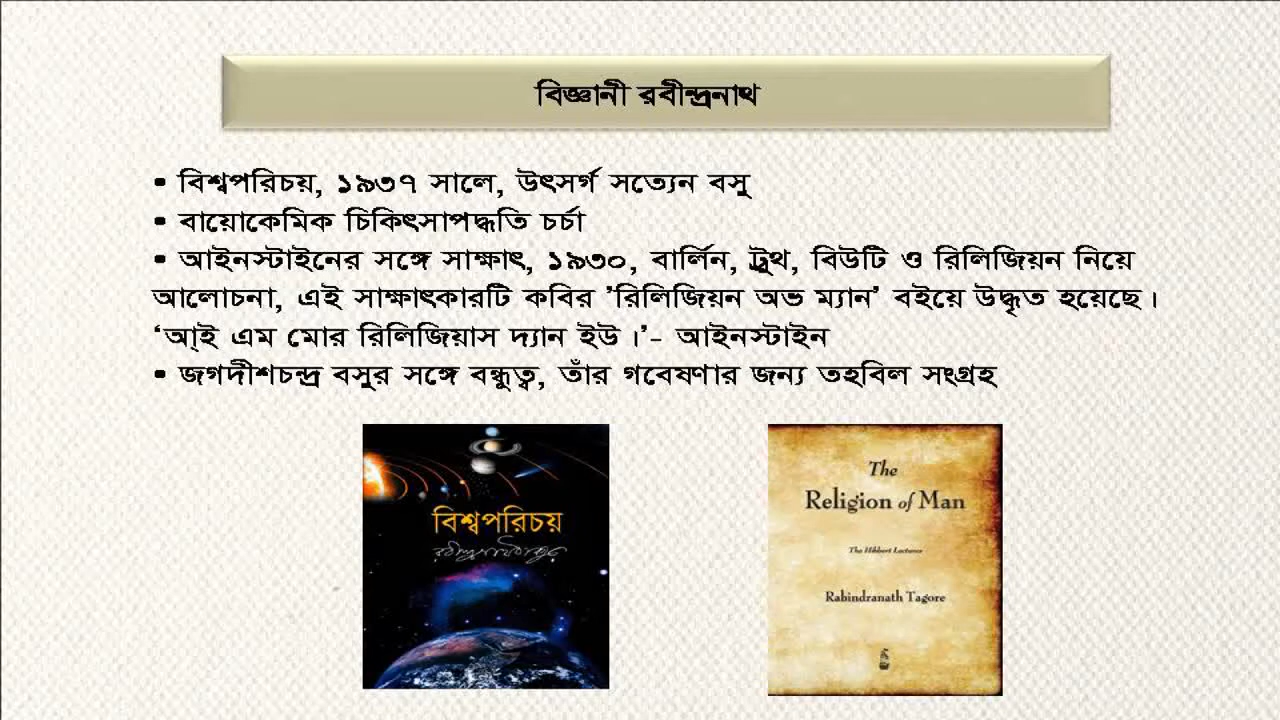 বিজ্ঞানী রবীন্দ্রনাথ
• বিশ্বপরিচয়, ১৯৩৭ সালে, উৎসর্গ সত্যেন বসু
• বায়োকেমিক চিকিৎসাপদ্ধতি চর্চা
• আইনস্টাইনের সঙ্গে সাক্ষাৎ, ১৯৩০, বার্লিন, ট্রুথ, বিউটি ও রিলিজিয়ন নিয়ে
আলোচনা, এই সাক্ষাৎকারটি কবির ’রিলিজিয়ন অভ ম্যান’ বইয়ে উদ্ধৃত হয়েছে।
‘আ্ই এম মোর রিলিজিয়াস দ্যান ইউ।’- আইনস্টাইন
• জগদীশচন্দ্র বসুর সঙ্গে বন্ধুত্ব, তাঁর গবেষণার জন্য তহবিল সংগ্রহ
বিশ্বপরিচয়
রবীন্দ্রনাথ ঠাকুর
The
Religion of Man
The Hibbert Lectures
Rabindranath Tagore